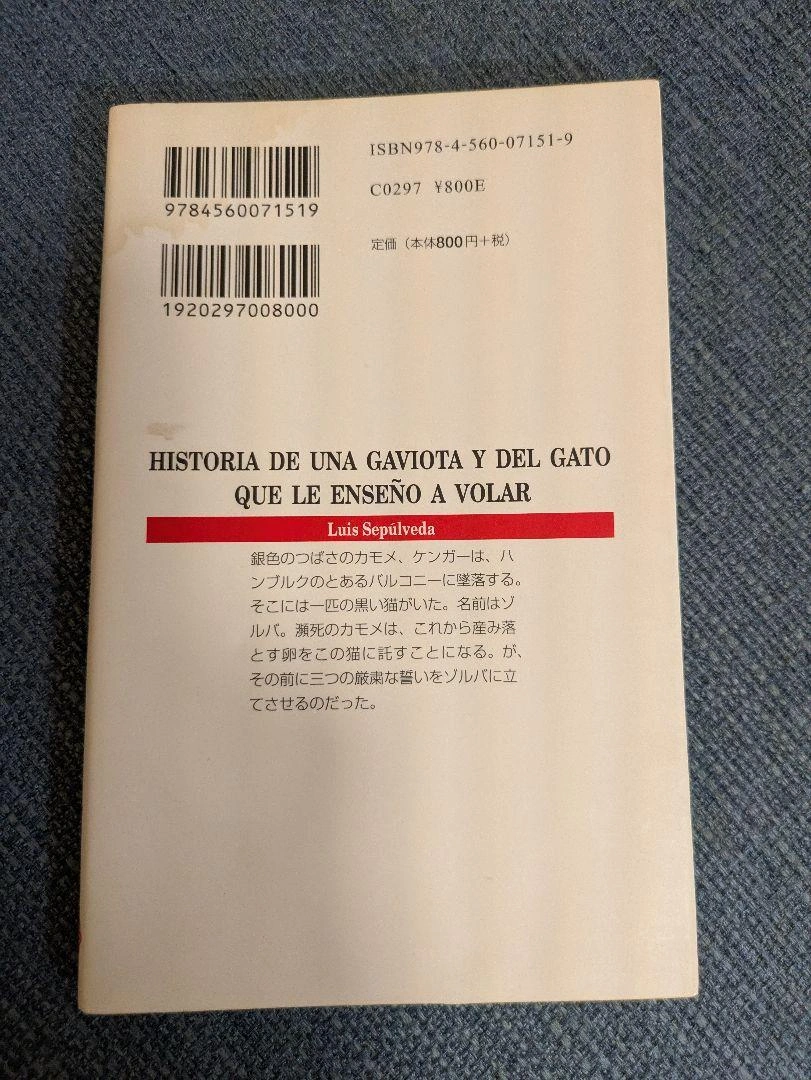 ISBN978-4-560-07151-9
9784560071519
C0297 ¥800E
定価（本体800円＋税）
1920297008000
HISTORIA DE UNA GAVIOTA Y DEL GATO
QUE LE ENSEÑO A VOLAR
Luis Sepúlveda
銀色のつばさのカモメ、ケンガーは、ハ
ンブルクのとあるバルコニーに墜落する。
そこには一匹の黒い猫がいた。名前はゾ
ルバ。瀕死のカモメは、これから産み落
とす卵をこの猫に託すことになる。が、
その前に三つの厳粛な誓いをゾルバに立
てさせるのだった。